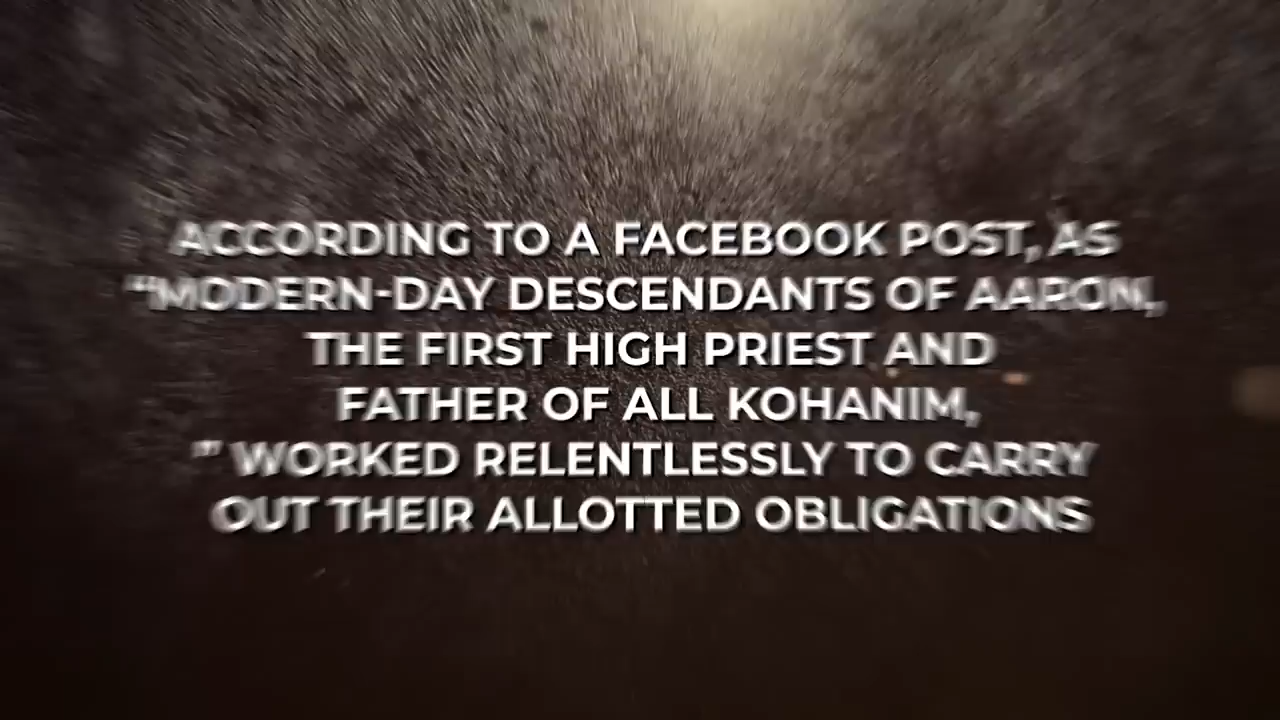 ACCORDING TO A FACEBOOK POST, AS
“MODERN-DAY DESCENDANTS OF AARON,
THE FIRST HIGH PRIEST AND
FATHER OF ALL KOHANIM,
” WORKED RELENTLESSLY TO CARRY
OUT THEIR ALLOTTED OBLIGATIONS